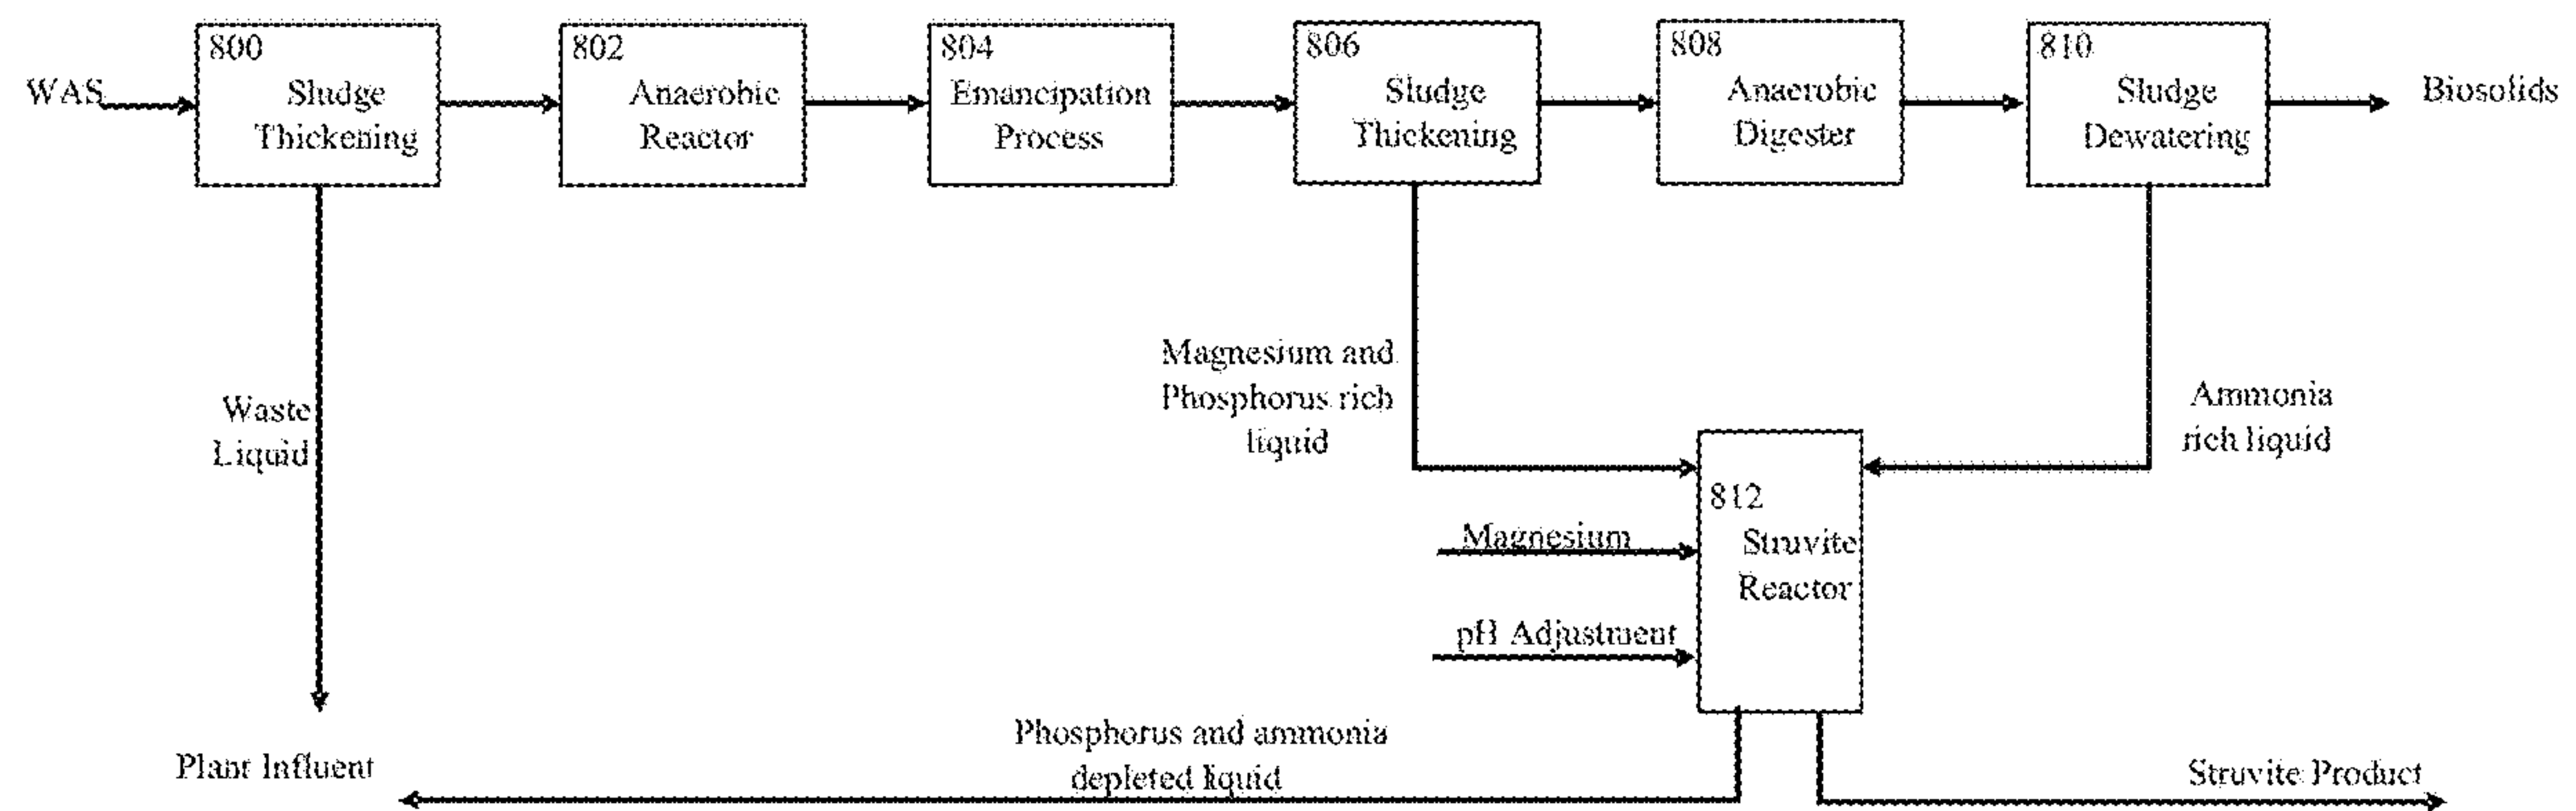 800
Sludge
Thickening
802
Anaerobic
Reactor
804
Emancipation
Process
806
Sludge
Thickening
808
Anaerobic
Digester
810
Sludge
Dewatering
WAS
Biosolids
Waste
Liquid
Magnesium and
Phosphorus rich
liquid
Ammonia
rich liquid
812
Struvite
Reactor
Magnesium
pH Adjustment
Plant Influent
Phosphorus and ammonia
depleted liquid
Struvite Product